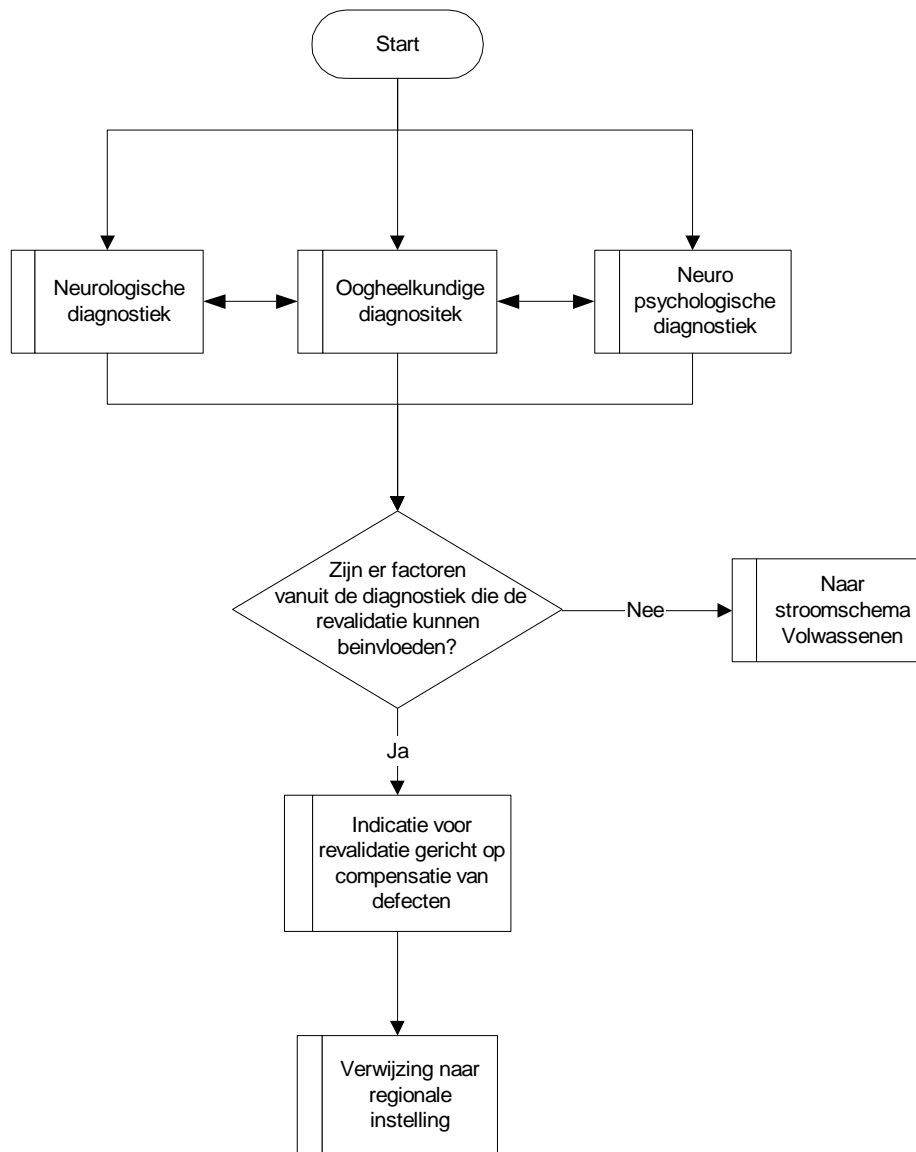 Start
Neurologische
diagnostiek
Oogheelkundige
diagnositek
Neuro
psychologische
diagnostiek
Zijn er factoren
vanuit de diagnostiek die de
revalidatie kunnen
beinvloeden?
Nee
Naar
stroomschema
Volwassenen
Ja
Indicatie voor
revalidatie gericht op
compensatie van
defecten
Verwijzing naar
regionale
instelling